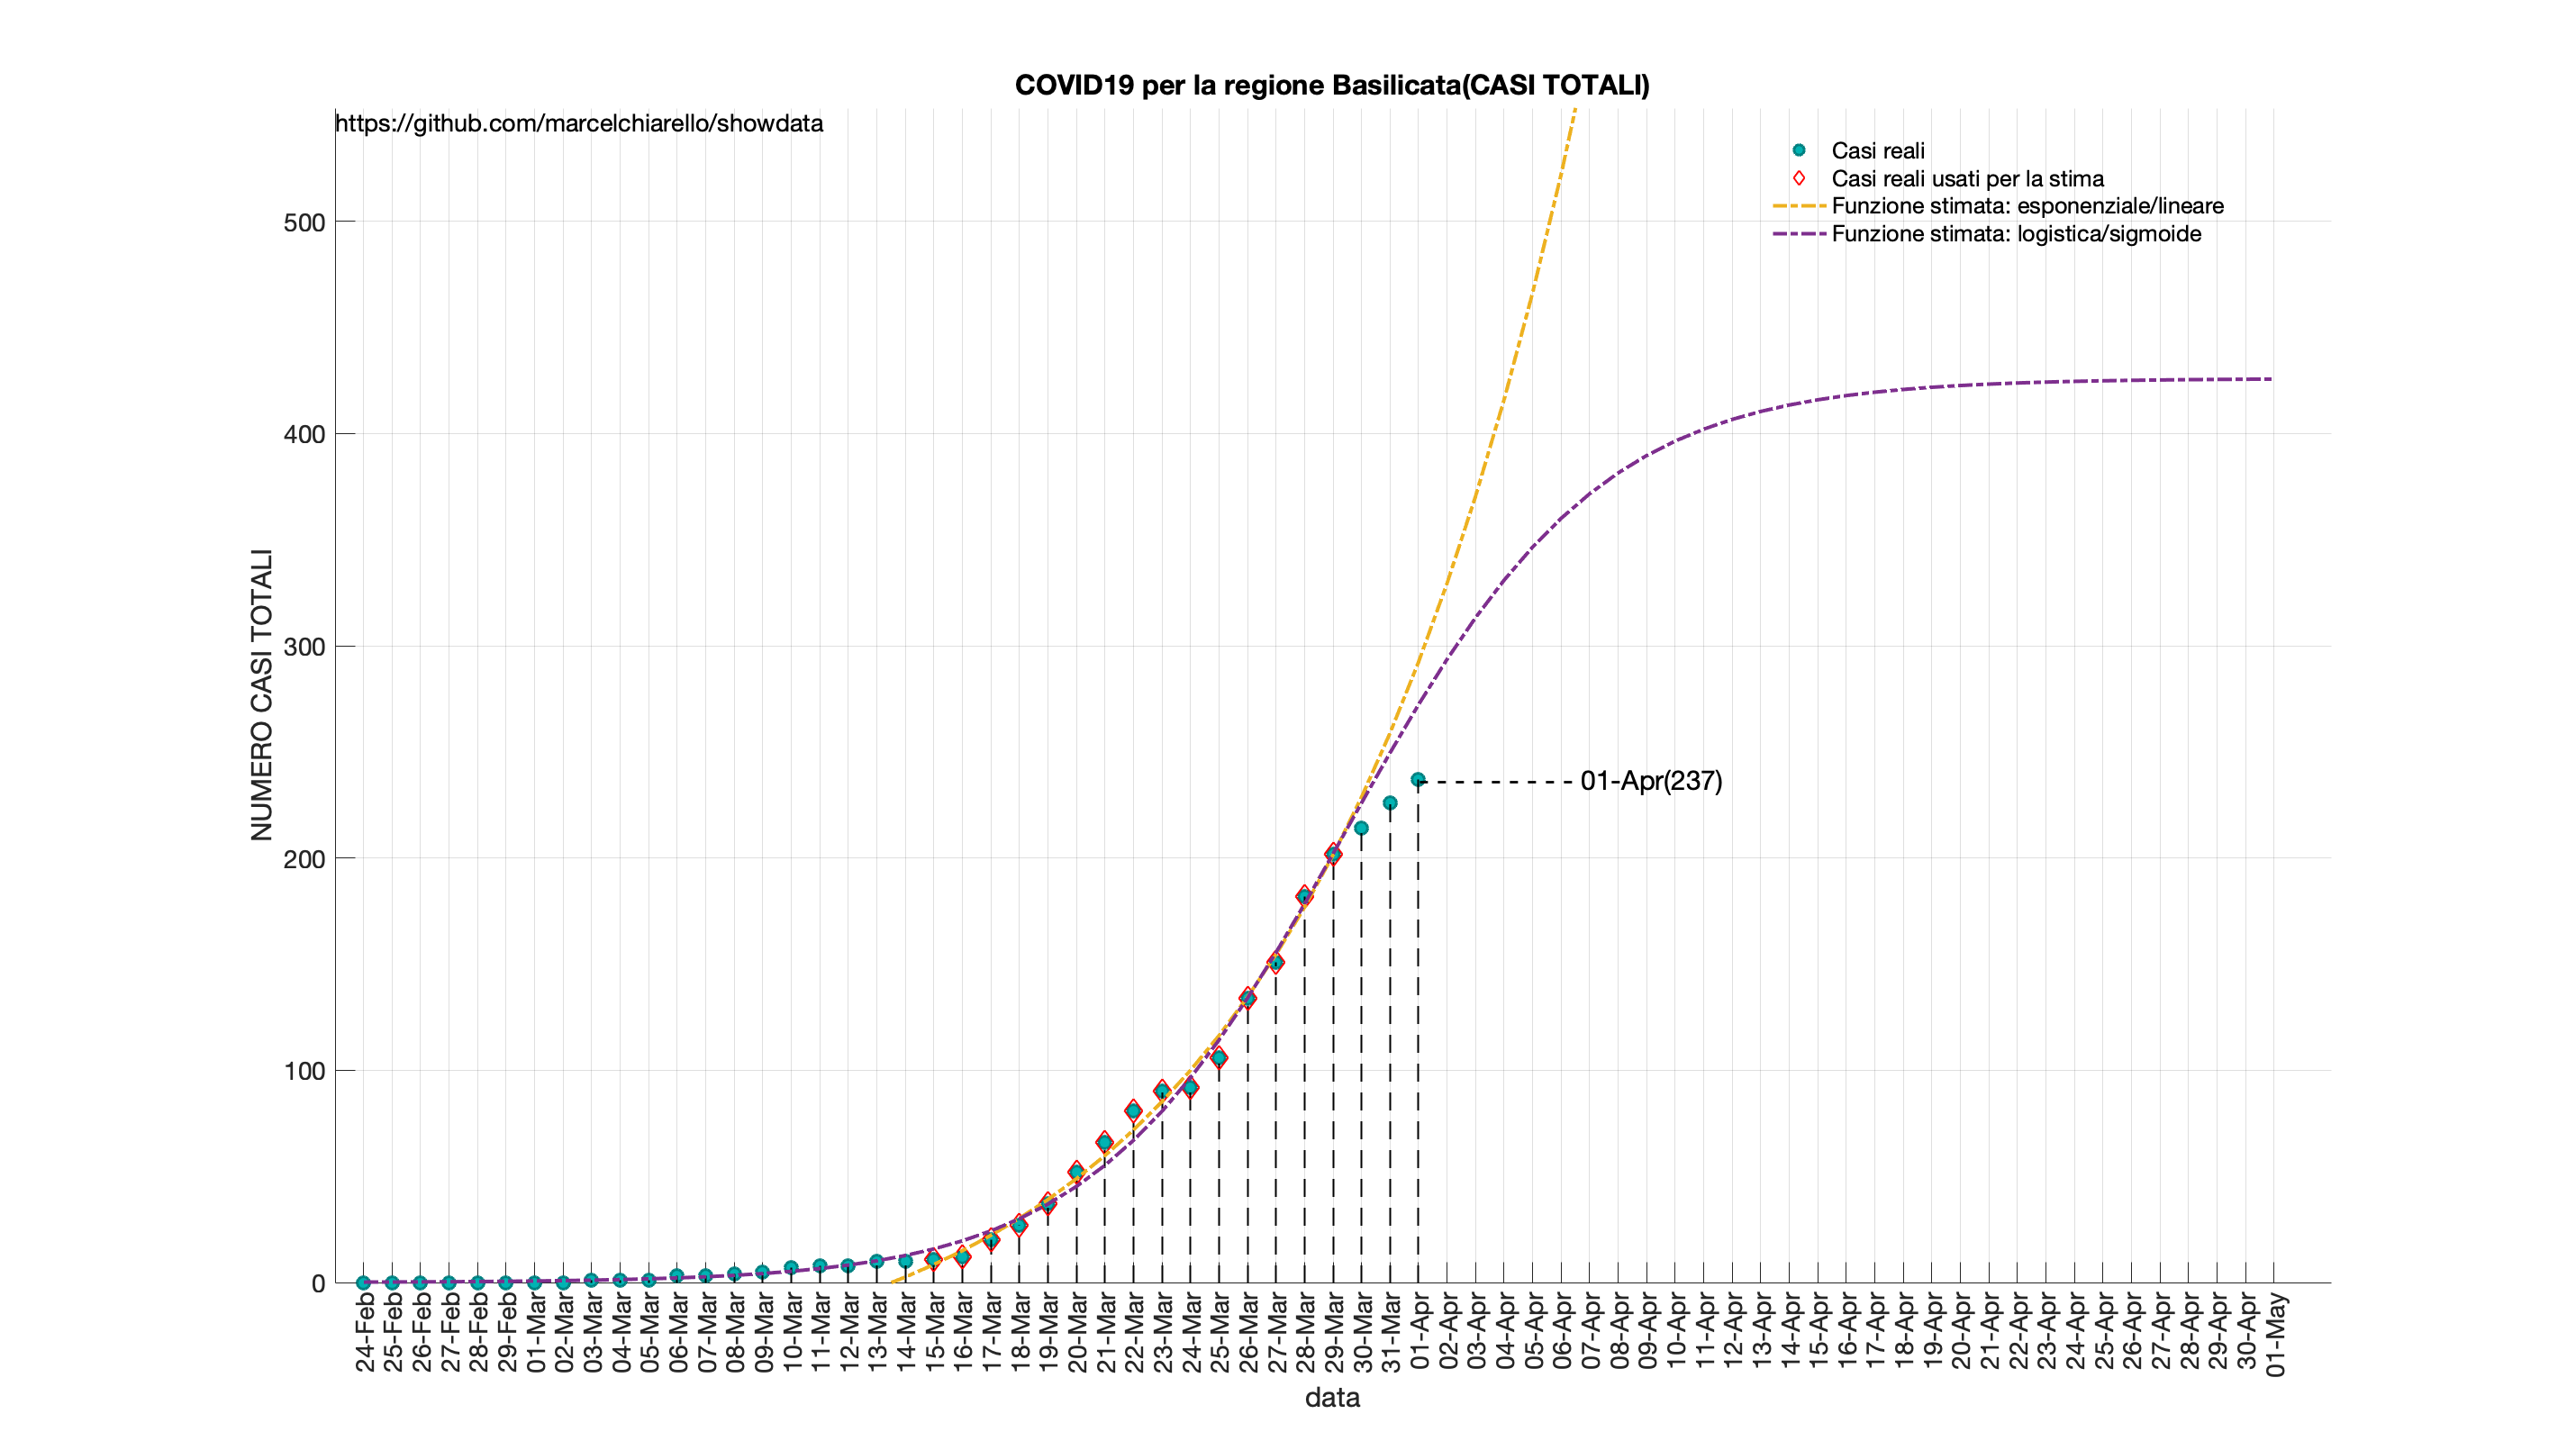 COVID19 per la regione Basilicata(CASI TOTALI)
https://github.com/marcelchiarello/showdata
Casi reali
Casi reali usati per la stima
Funzione stimata: esponenziale/lineare
Funzione stimata: logistica/sigmoide
NUMERO CASI TOTALI
500
400
300
200
100
0
01-Apr(237)
24-Feb
25-Feb
26-Feb
27-Feb
28-Feb
29-Feb
01-Mar
02-Mar
03-Mar
04-Mar
05-Mar
06-Mar
07-Mar
08-Mar
09-Mar
10-Mar
11-Mar
12-Mar
13-Mar
14-Mar
15-Mar
16-Mar
17-Mar
18-Mar
19-Mar
20-Mar
21-Mar
22-Mar
23-Mar
24-Mar
25-Mar
26-Mar
27-Mar
28-Mar
29-Mar
30-Mar
31-Mar
01-Apr
02-Apr
03-Apr
04-Apr
05-Apr
06-Apr
07-Apr
08-Apr
09-Apr
10-Apr
11-Apr
12-Apr
13-Apr
14-Apr
15-Apr
16-Apr
17-Apr
18-Apr
19-Apr
20-Apr
21-Apr
22-Apr
23-Apr
24-Apr
25-Apr
26-Apr
27-Apr
28-Apr
29-Apr
30-Apr
01-May
data